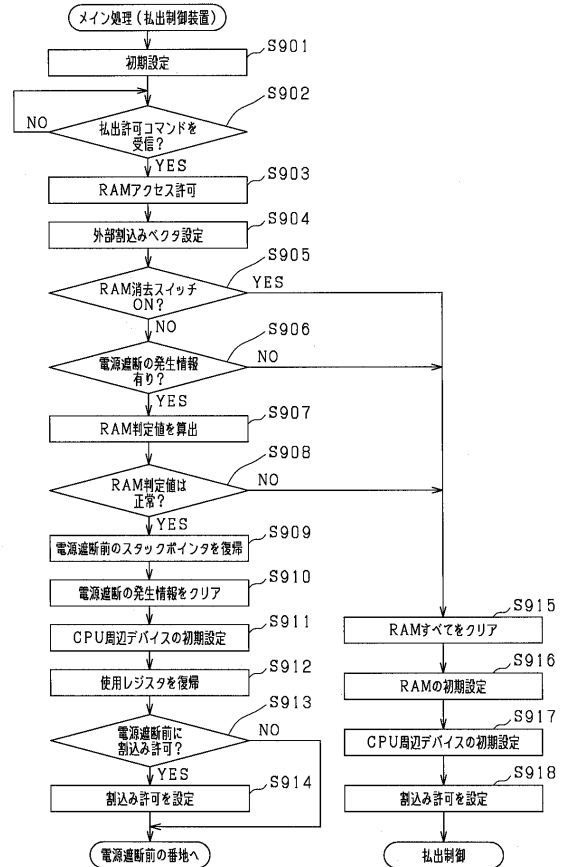 メイン処理(払出制御装置)
S901
初期設定
S902
払出許可コマンドを
受信?
NO
YES
S903
RAMアクセス許可
S904
外部割込みベクタ設定
S905
RAM消去スイッチ
ON?
YES
NO
S906
電源遮断の発生情報
有り?
NO
YES
S907
RAM判定値を算出
S908
RAM判定値は
正常?
NO
YES
S909
電源遮断前のスタックポインタを復帰
S910
電源遮断の発生情報をクリア
S911
CPU周辺デバイスの初期設定
S912
使用レジスタを復帰
S913
電源遮断前に
割込み許可?
NO
YES
S914
割込み許可を設定
電源遮断前の番地へ
S915
RAMすべてをクリア
S916
RAMの初期設定
S917
CPU周辺デバイスの初期設定
S918
割込み許可を設定
払出制御